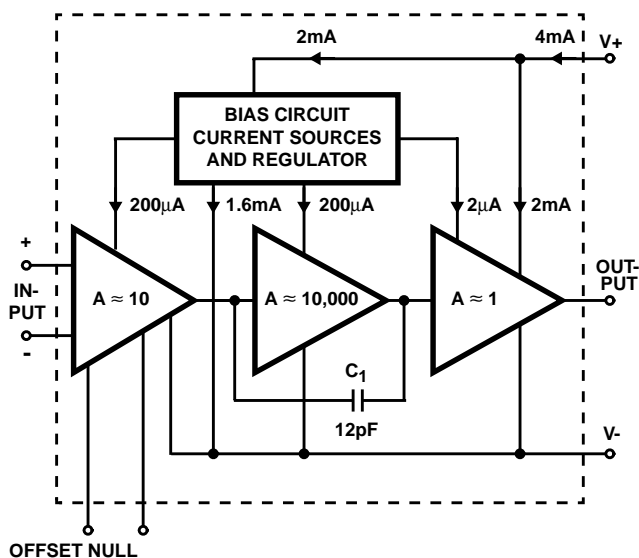 2mA
4mA
V+
BIAS CIRCUIT
CURRENT SOURCES
AND REGULATOR
200μA
1.6mA
200μA
2μA
2mA
+
IN-
PUT
-
A ≈ 10
A ≈ 10,000
A ≈ 1
OUT-
PUT
C1
12pF
V-
OFFSET NULL